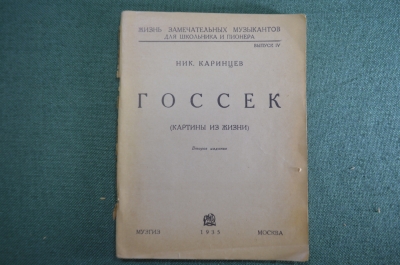 ЖИЗНЬ ЗАМЕЧАТЕЛЬНЫХ МУЗЫКАНТОВ
ДЛЯ ШКОЛЬНИКА И ПИОНЕРА
ВЫПУСК IV
НИК. КАРИНЦЕВ
ГОССЕК
(КАРТИНЫ ИЗ ЖИЗНИ)
Второе издание
МУЗГИЗ 1935 МОСКВА